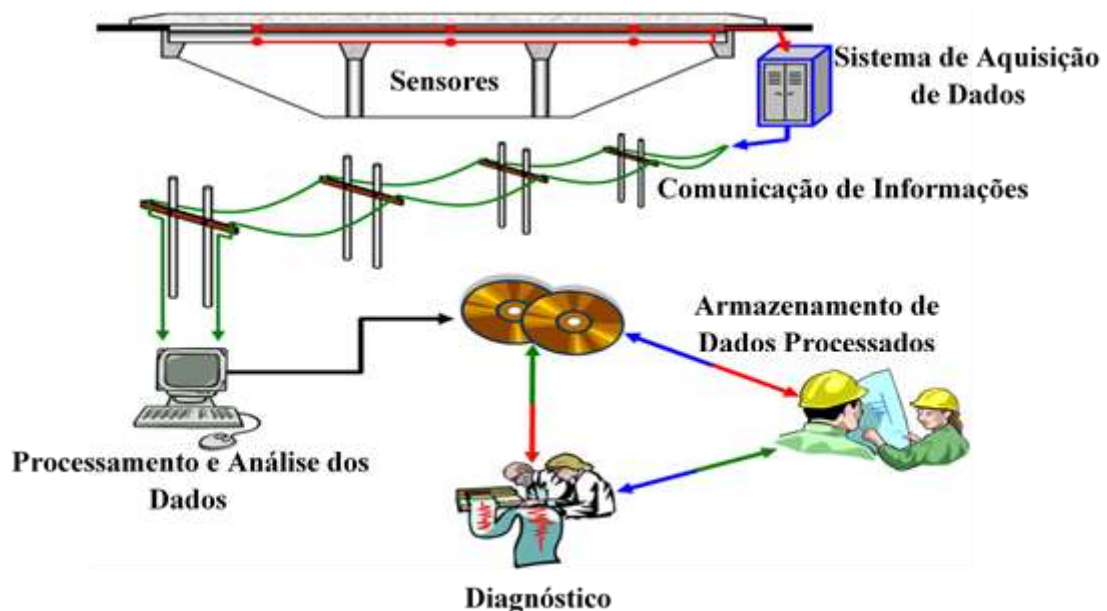 Sensores
Sistema de Aquisição
de Dados
Comunicação de Informações
Armazenamento de
Dados Processados
Processamento e Análise dos
Dados
Diagnóstico